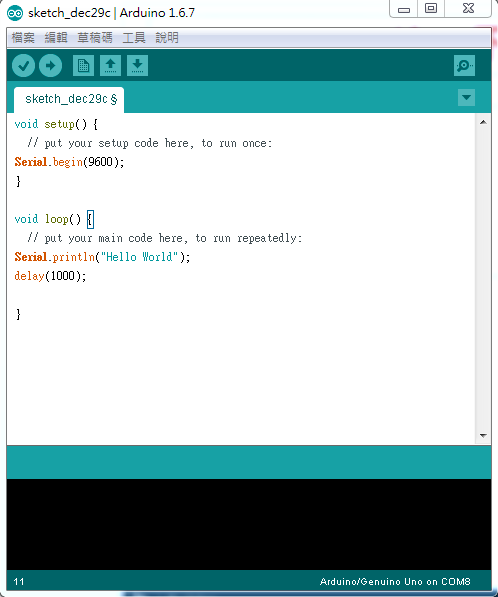 sketch_dec29c | Arduino 1.6.7
檔案 編輯 草稿碼 工具 說明
sketch_dec29c §
void setup() {
  // put your setup code here, to run once:
Serial.begin(9600);
}
void loop() {
  // put your main code here, to run repeatedly:
Serial.println("Hello World");
delay(1000);
}
11 Arduino/Genuino Uno on COM8